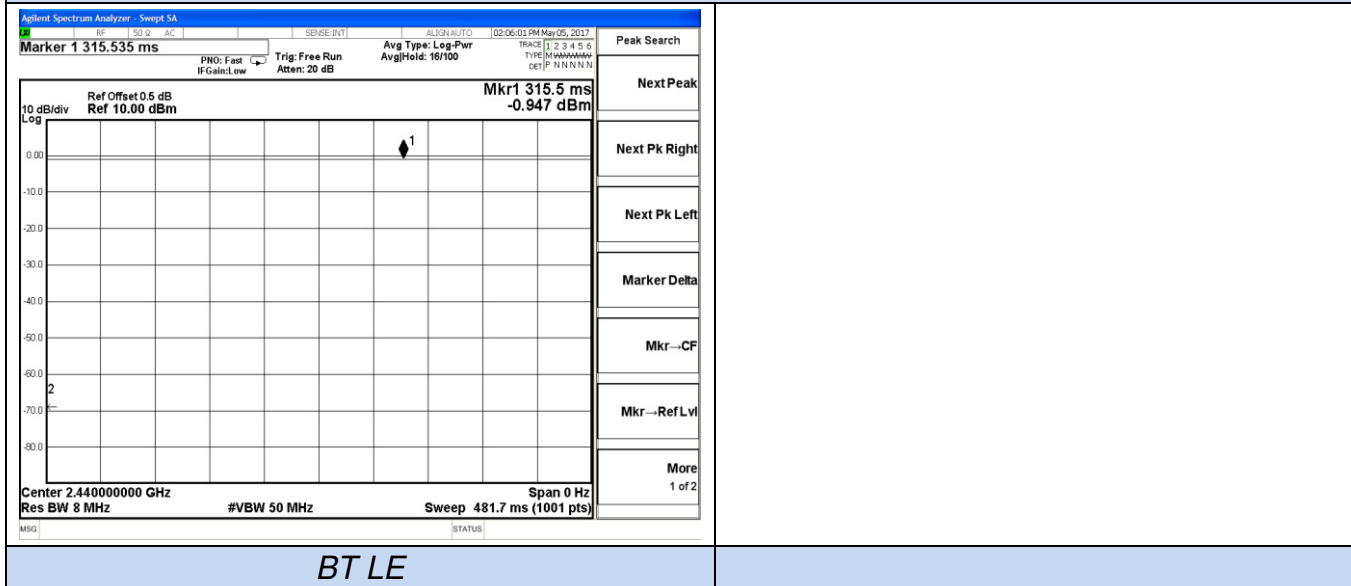 Agilent Spectrum Analyzer - Swept SA
LXI RF 50 Ω AC SENSE:INT ALIGN AUTO 02:06:01 PM May 05, 2017
Marker 1 315.535 ms
PNO: Fast
IFGain:Low
Trig: Free Run
Atten: 20 dB
Avg Type: Log-Pwr
Avg|Hold: 16/100
TRACE 1 2 3 4 5 6
TYPE M WWWWW
DET P N N N N N
Peak Search
Next Peak
Next Pk Right
Next Pk Left
Marker Delta
Mkr→CF
Mkr→Ref Lvl
More
1 of 2
Ref Offset 0.5 dB
10 dB/div Ref 10.00 dBm
Log
Mkr1 315.5 ms
-0.947 dBm
1
0.00
-10.0
-20.0
-30.0
-40.0
-50.0
-60.0
2
-70.0
-80.0
Center 2.440000000 GHz Span 0 Hz
Res BW 8 MHz #VBW 50 MHz Sweep 481.7 ms (1001 pts)
MSG STATUS
BT LE